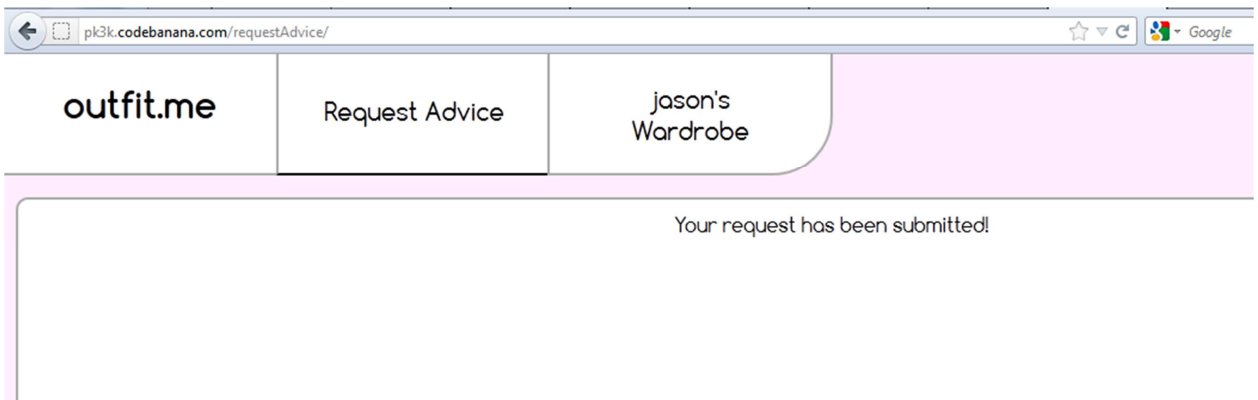 pk3k.codebanana.com/requestAdvice/
Google
outfit.me
Request Advice
jason's
Wardrobe
Your request has been submitted!